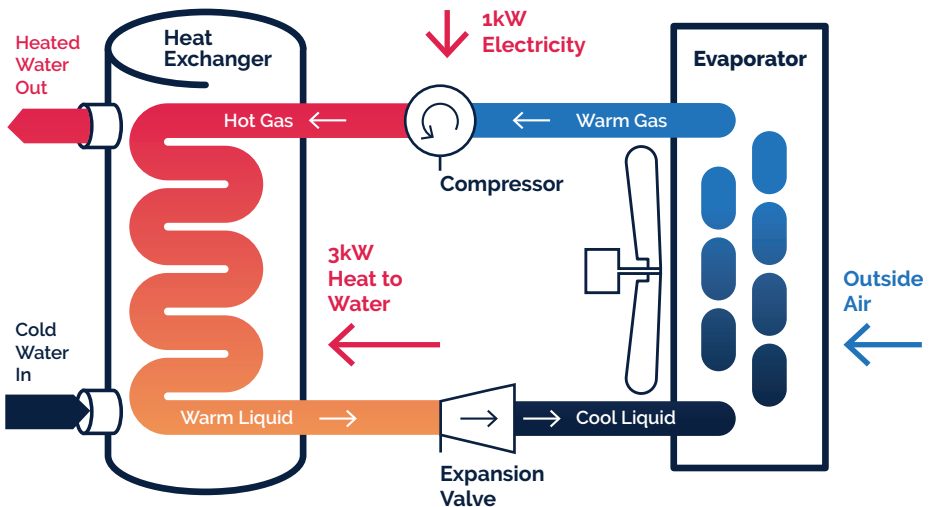 Heated
Water
Out
Heat
Exchanger
1kW
Electricity
Evaporator
Hot Gas
Warm Gas
Compressor
3kW
Heat to
Water
Outside
Air
Cold
Water
In
Warm Liquid
Cool Liquid
Expansion
Valve